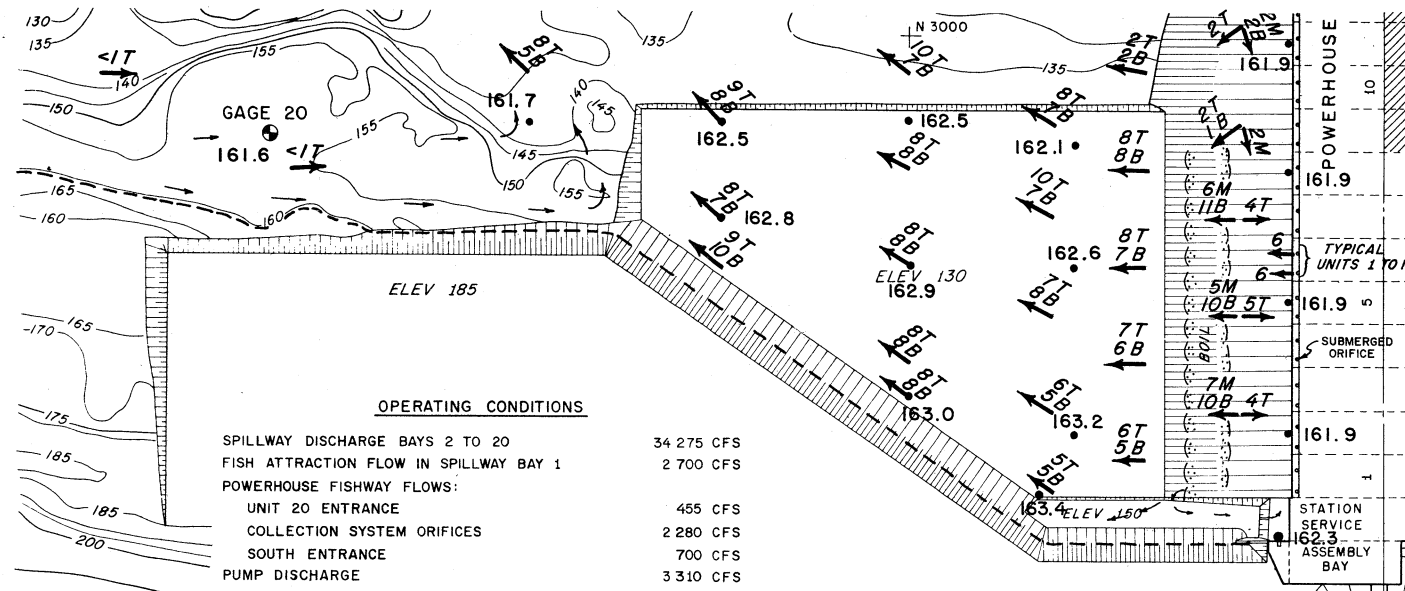 130
135
<1T
140
155
150
GAGE 20
161.6
<1T
155
165
160
160
145
150
155
140
145
8T
5B
161.7
135
N 3000
10T
7B
2T
2B
135
9T
8B
162.5
162.5
8T
7B
162.1
8T
8B
8T
8B
10T
7B
8T
7B
162.8
9T
10B
8T
8B
ELEV 130
162.9
162.6
8T
7B
7T
8B
7T
6B
8T
8B
8T
8B
163.0
6T
5B
163.2
6T
5B
5T
5B
163.4
ELEV 150
2T
2M
2B
161.9
POWERHOUSE
10
2T
1B
2M
161.9
6M
11B 4T
6
TYPICAL
UNITS 1 TO
6
5M
10B 5T
161.9
5
BOIL
SUBMERGED
ORIFICE
7M
10B 4T
161.9
1
STATION
SERVICE
162.3
ASSEMBLY
BAY
ELEV 185
165
170
175
185
185
200
OPERATING CONDITIONS
SPILLWAY DISCHARGE BAYS 2 TO 20 34 275 CFS
FISH ATTRACTION FLOW IN SPILLWAY BAY 1 2 700 CFS
POWERHOUSE FISHWAY FLOWS:
UNIT 20 ENTRANCE 455 CFS
COLLECTION SYSTEM ORIFICES 2 280 CFS
SOUTH ENTRANCE 700 CFS
PUMP DISCHARGE 3 310 CFS